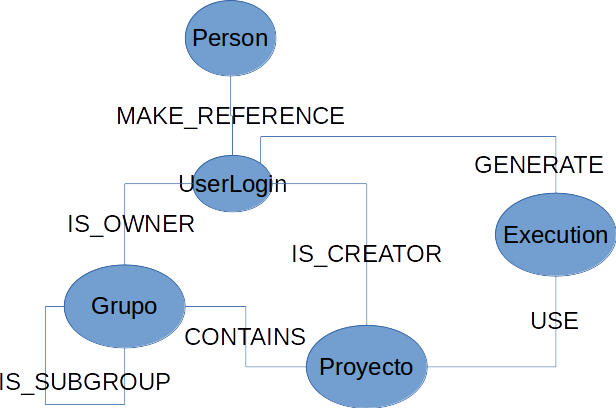 Person
MAKE_REFERENCE
GENERATE
UserLogin
IS_OWNER
Execution
IS_CREATOR
Grupo
USE
CONTAINS
Proyecto
IS_SUBGROUP